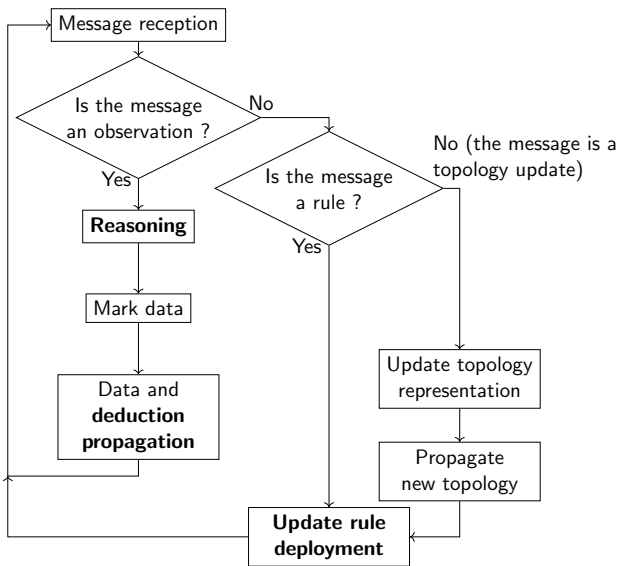 Message reception
Is the message
an observation ?
No
Yes
Is the message
a rule ?
No (the message is a
topology update)
Yes
Reasoning
Mark data
Data and
deduction
propagation
Update topology
representation
Propagate
new topology
Update rule
deployment